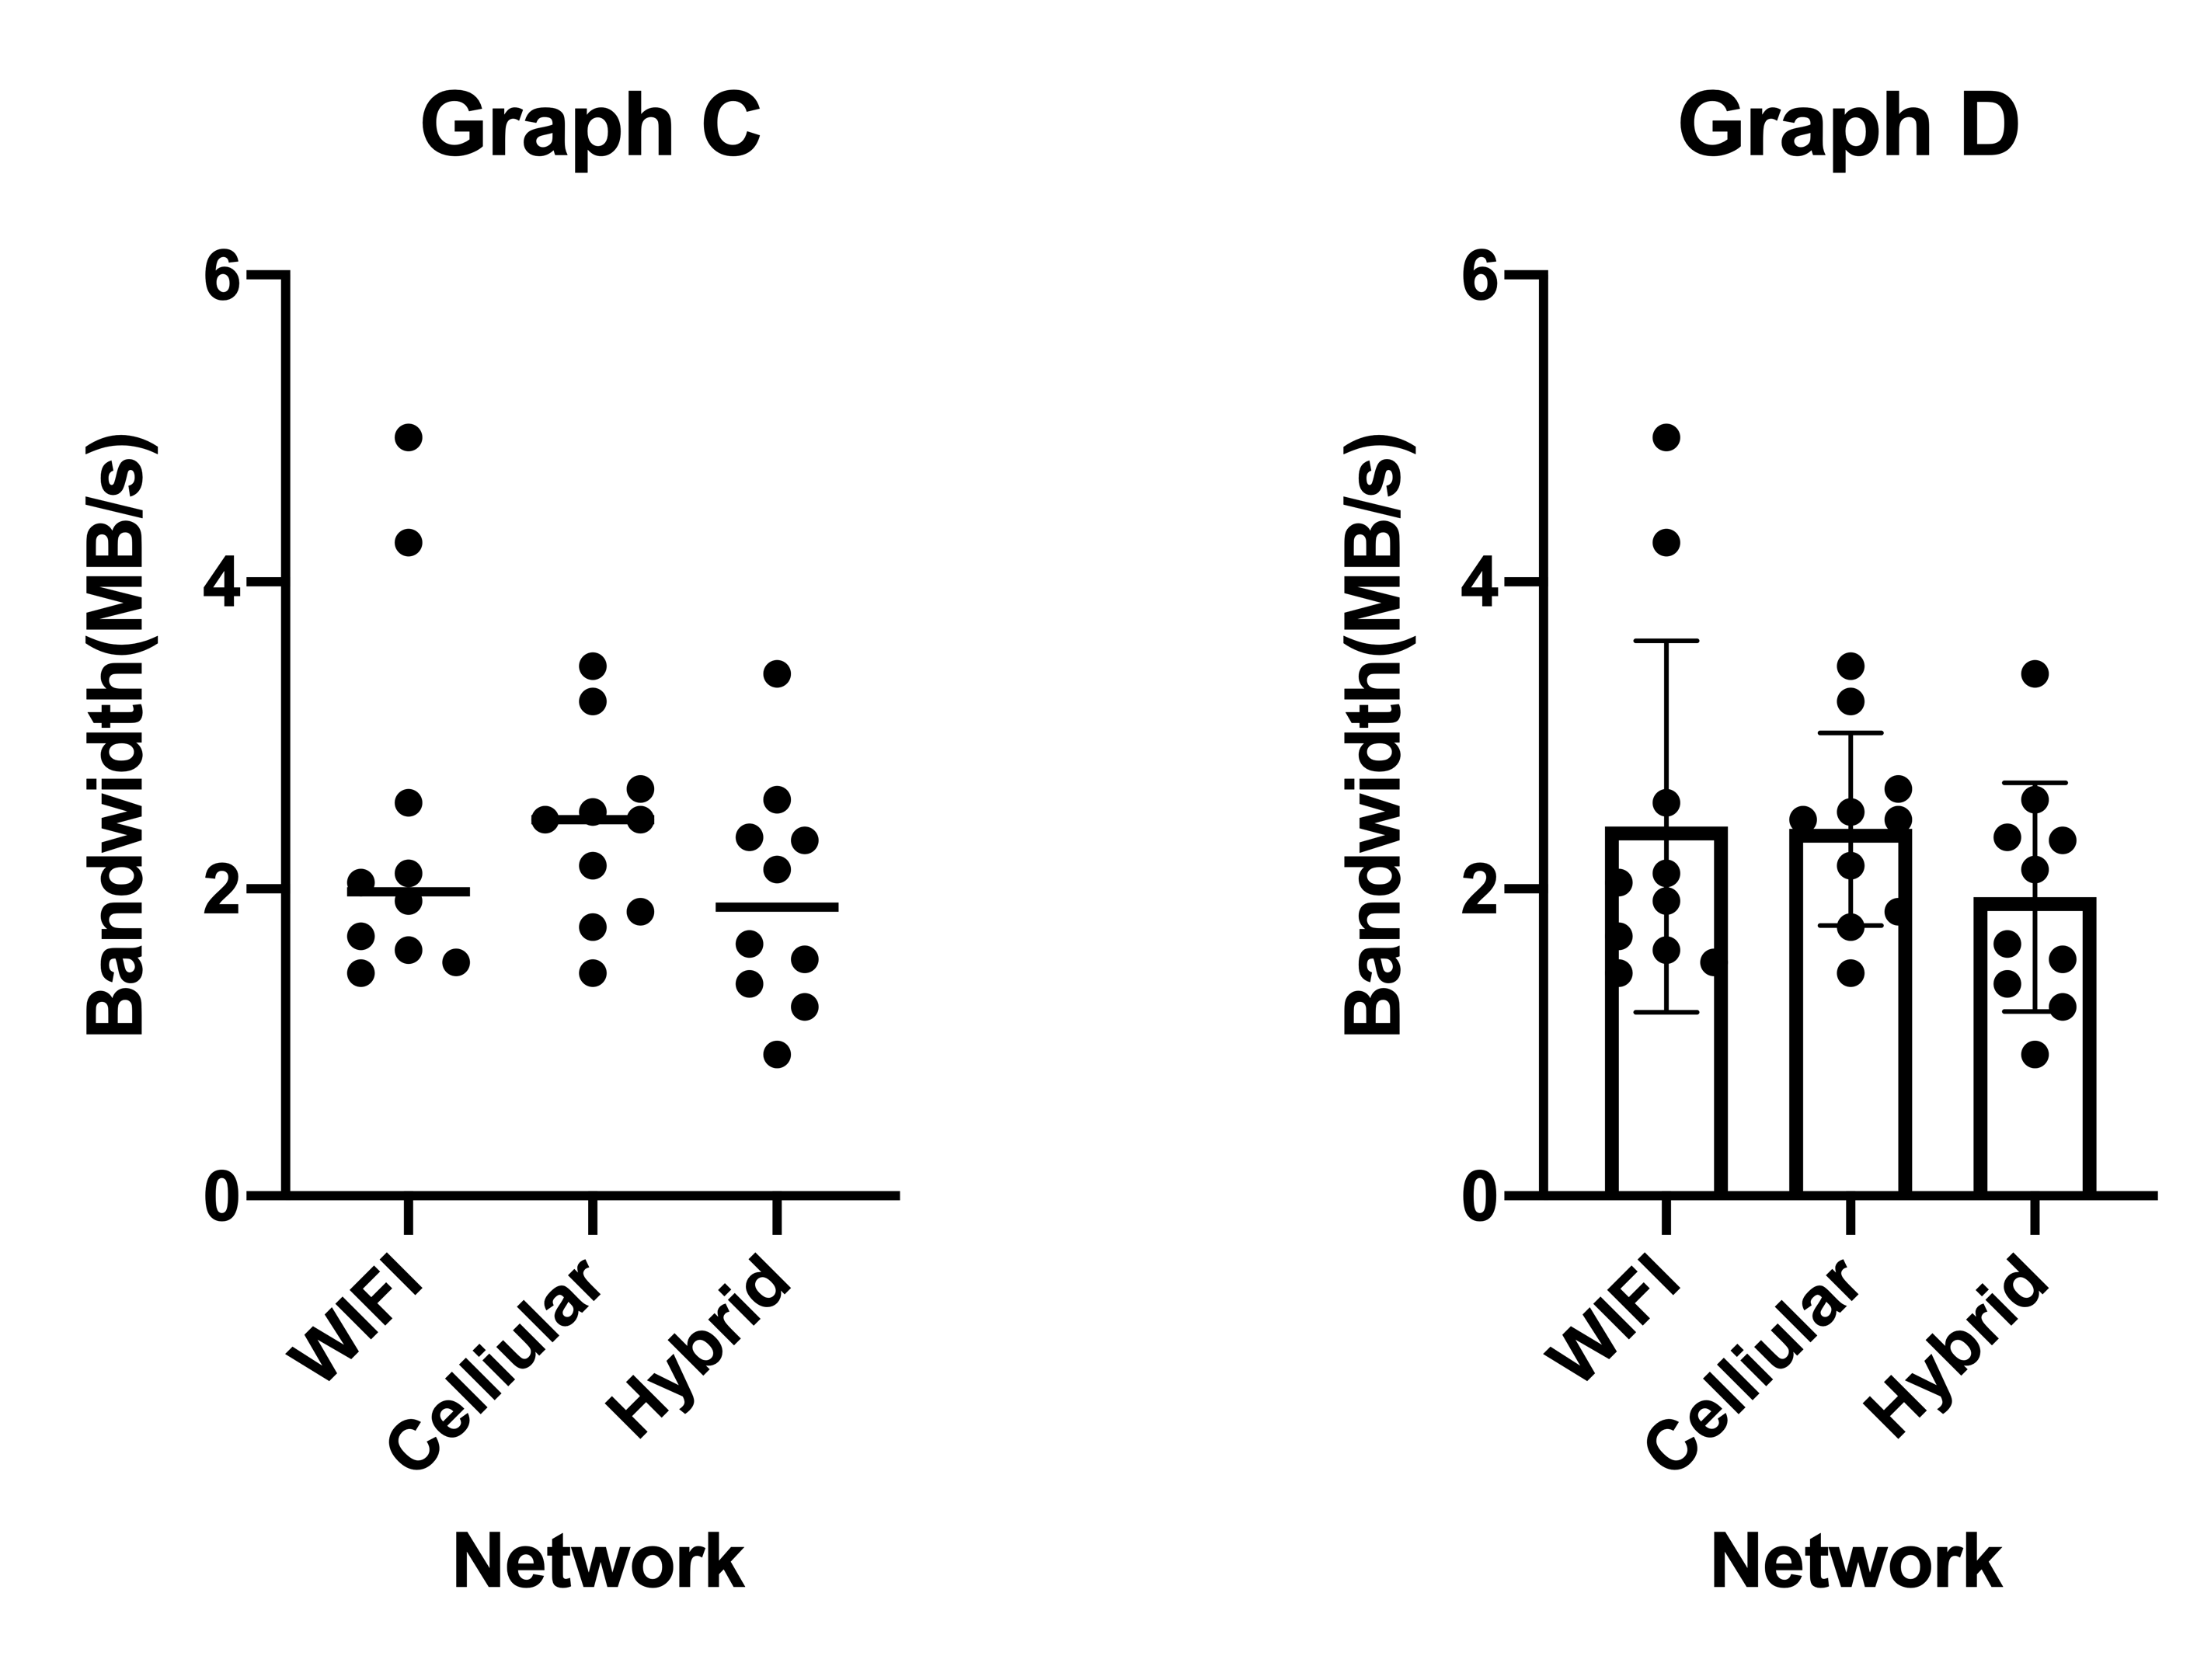 Graph C
Bandwidth(MB/s)
6
4
2
0
WIFI
Celliular
Hybrid
Network
Graph D
Bandwidth(MB/s)
6
4
2
0
WIFI
Celliular
Hybrid
Network